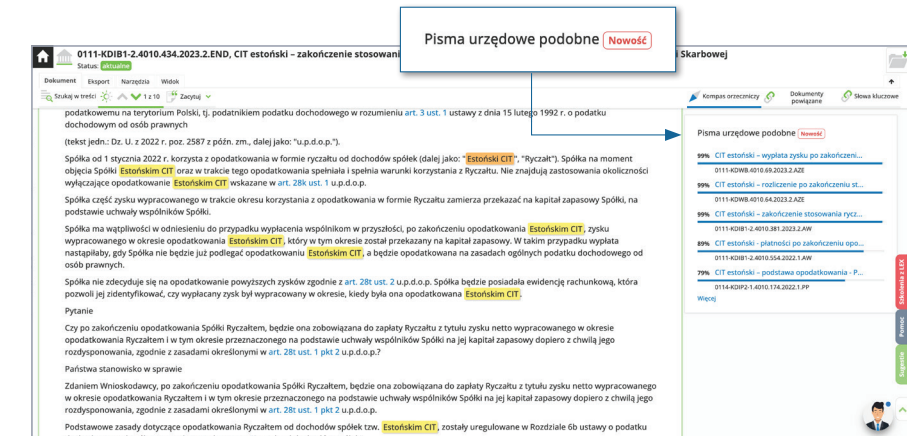 Pisma urzędowe podobne Nowość
0111-KDIB1-2.4010.434.2023.2.END, CIT estoński – zakończenie stosowani
i Skarbowej
Status: aktualne
Dokument Eksport Narzędzia Widok
Szukaj w treści 1 z 10 Zacytuj
Kompas orzeczniczy Dokumenty powiązane Słowa kluczowe
podatkowemu na terytorium Polski, tj. podatnikiem podatku dochodowego w rozumieniu art. 3 ust. 1 ustawy z dnia 15 lutego 1992 r. o podatku
dochodowym od osób prawnych
(tekst jedn.: Dz. U. z 2022 r. poz. 2587 z późn. zm., dalej jako: "u.p.d.o.p.").
Spółka od 1 stycznia 2022 r. korzysta z opodatkowania w formie ryczałtu od dochodów spółek (dalej jako: "Estoński CIT", "Ryczałt"). Spółka na moment
objęcia Spółki Estońskim CIT oraz w trakcie tego opodatkowania spełniała i spełnia warunki korzystania z Ryczałtu. Nie znajdują zastosowania okoliczności
wyłączające opodatkowanie Estońskim CIT wskazane w art. 28k ust. 1 u.p.d.o.p.
Spółka część zysku wypracowanego w trakcie okresu korzystania z opodatkowania w formie Ryczałtu zamierza przekazać na kapitał zapasowy Spółki, na
podstawie uchwały wspólników Spółki.
Spółka ma wątpliwości w odniesieniu do przypadku wypłacenia wspólnikom w przyszłości, po zakończeniu opodatkowania Estońskim CIT, zysku
wypracowanego w okresie opodatkowania Estońskim CIT, który w tym okresie został przekazany na kapitał zapasowy. W takim przypadku wypłata
nastąpiłaby, gdy Spółka nie będzie już podlegać opodatkowaniu Estońskim CIT, a będzie opodatkowana na zasadach ogólnych podatku dochodowego od
osób prawnych.
Spółka nie zdecyduje się na opodatkowanie powyższych zysków zgodnie z art. 28t ust. 2 u.p.d.o.p. Spółka będzie posiadała ewidencję rachunkową, która
pozwoli jej zidentyfikować, czy wypłacany zysk był wypracowany w okresie, kiedy była ona opodatkowana Estońskim CIT.
Pytanie
Czy po zakończeniu opodatkowania Spółki Ryczałtem, będzie ona zobowiązana do zapłaty Ryczałtu z tytułu zysku netto wypracowanego w okresie
opodatkowania Ryczałtem i w tym okresie przeznaczonego na podstawie uchwały wspólników Spółki na jej kapitał zapasowy dopiero z chwilą jego
rozdysponowania, zgodnie z zasadami określonymi w art. 28t ust. 1 pkt 2 u.p.d.o.p.?
Państwa stanowisko w sprawie
Zdaniem Wnioskodawcy, po zakończeniu opodatkowania Spółki Ryczałtem, będzie ona zobowiązana do zapłaty Ryczałtu z tytułu zysku netto wypracowanego
w okresie opodatkowania Ryczałtem i w tym okresie przeznaczonego na podstawie uchwały wspólników Spółki na jej kapitał zapasowy dopiero z chwilą jego
rozdysponowania, zgodnie z zasadami określonymi w art. 28t ust. 1 pkt 2 u.p.d.o.p.
Podstawowe zasady dotyczące opodatkowania Ryczałtem od dochodów spółek tzw. Estońskim CIT, zostały uregulowane w Rozdziale 6b ustawy o podatku
Pisma urzędowe podobne Nowość
99% CIT estoński – wypłata zysku po zakończeni...
0111-KDWB.4010.69.2023.2.AZE
99% CIT estoński – rozliczenie po zakończeniu st...
0111-KDWB.4010.64.2023.2.AZE
99% CIT estoński – zakończenie stosowania rycz...
0111-KDIB1-2.4010.381.2023.2.AW
89% CIT estoński - płatności po zakończeniu opo...
0111-KDIB1-2.4010.554.2022.1.AW
79% CIT estoński – podstawa opodatkowania - P...
0114-KDIP2-1.4010.174.2022.1.PP
Więcej
Szkolenia z LEX
Pomoc
Sugestie